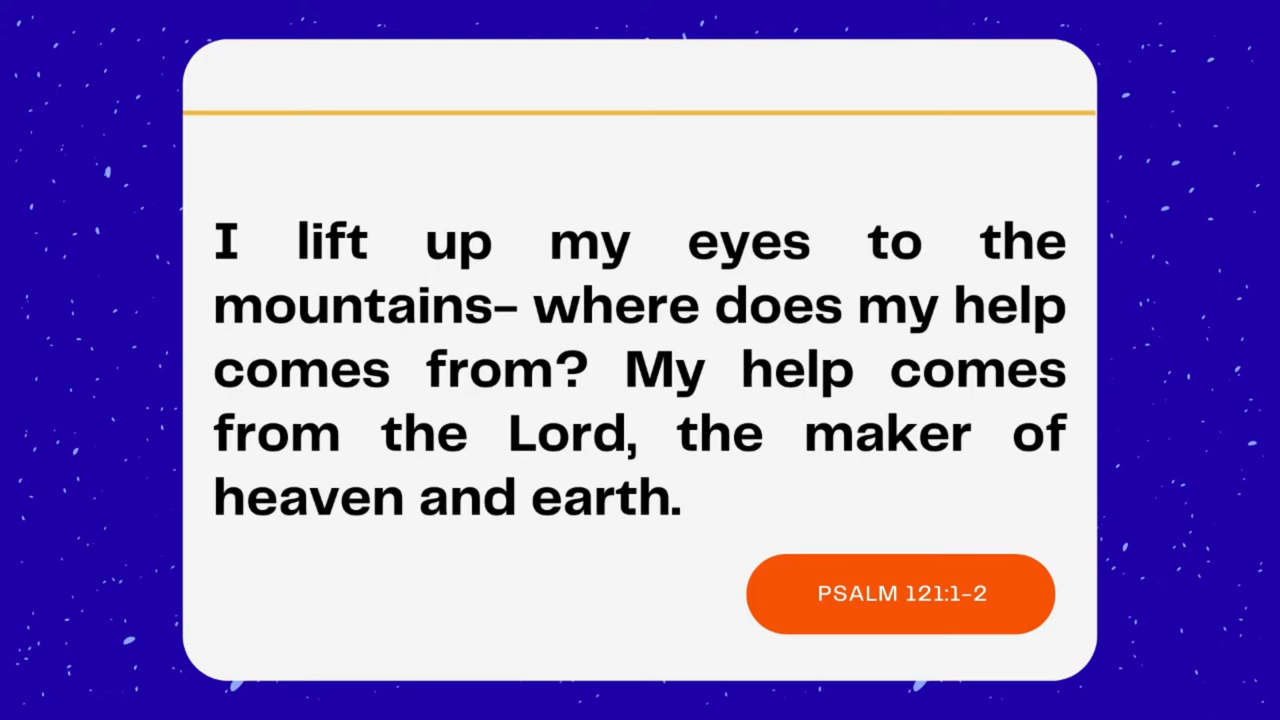 I lift up my eyes to the
mountains– where does my help
comes from? My help comes
from the Lord, the maker of
heaven and earth.
PSALM 121:1-2